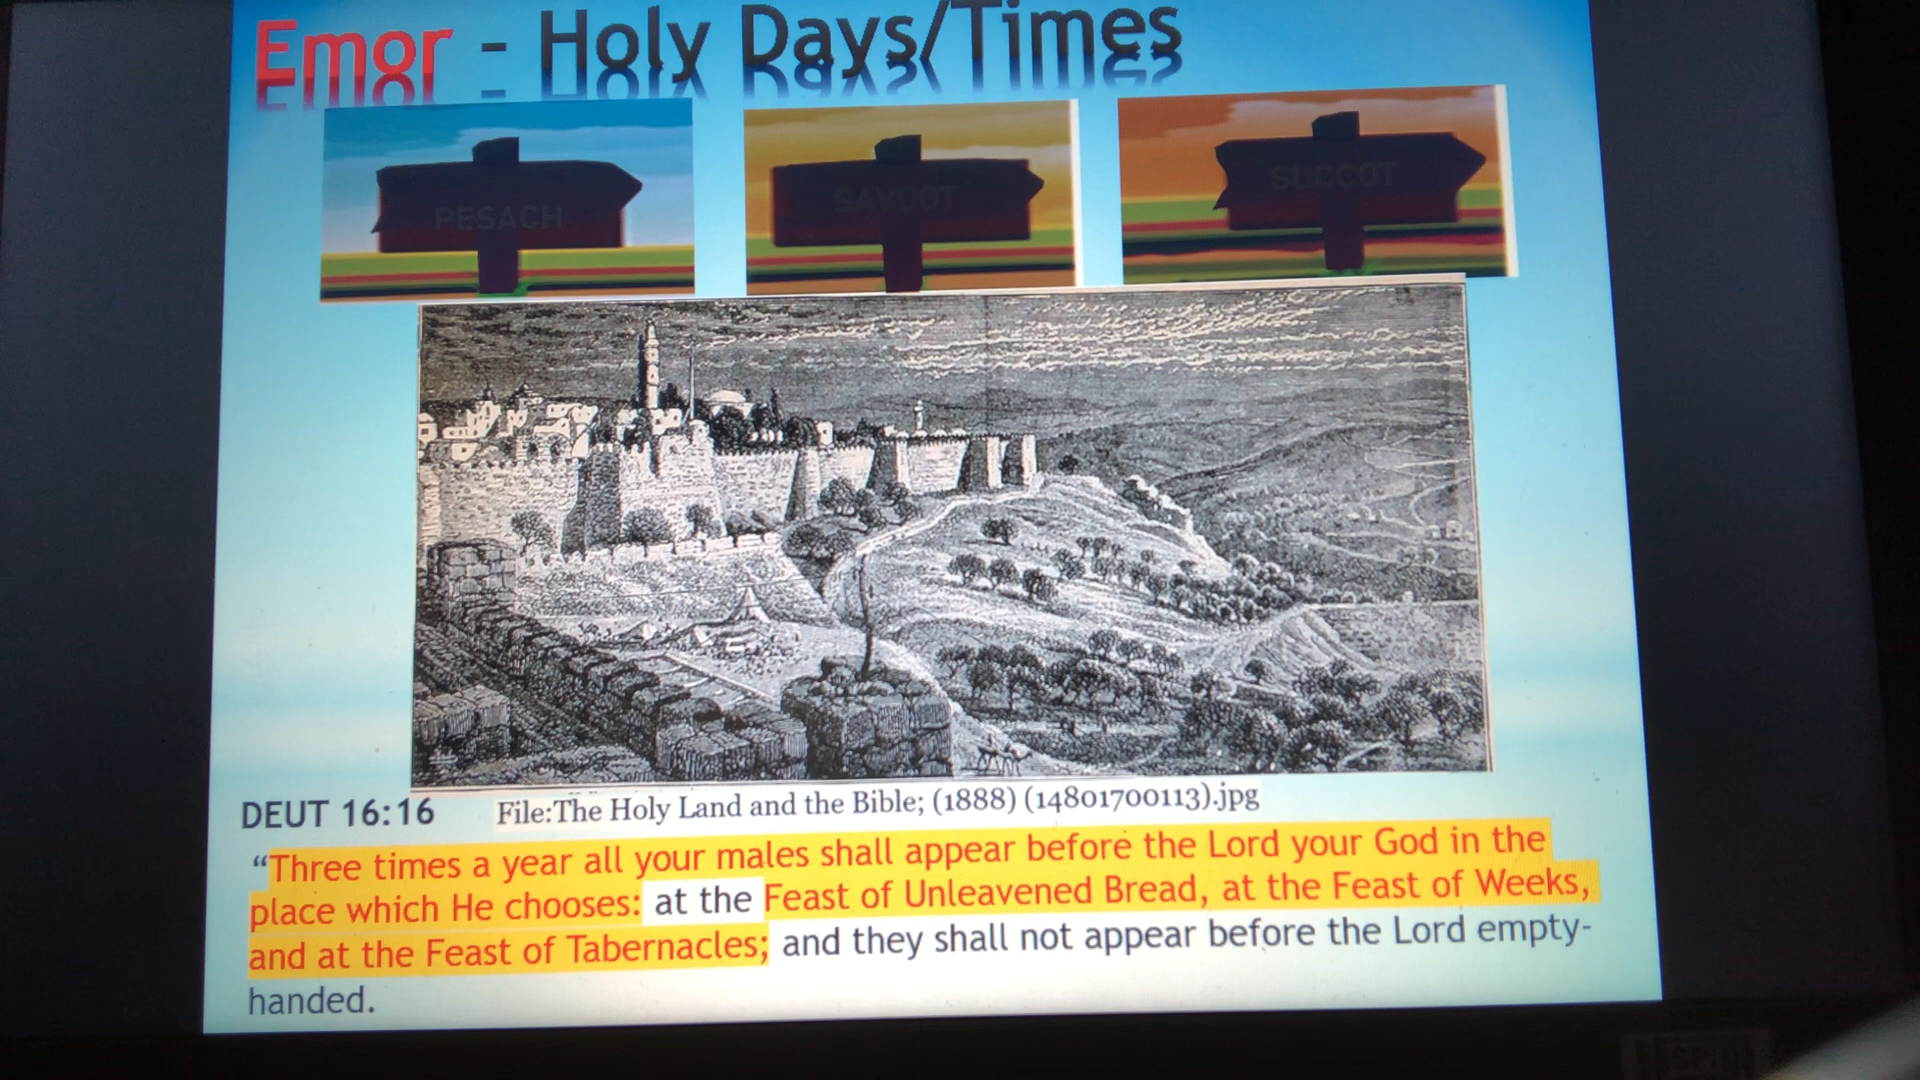 Emor - Holy Days/Times
PESACH
SAVUOT
SUCCOT
DEUT 16:16
File:The Holy Land and the Bible; (1888) (14801700113).jpg
“Three times a year all your males shall appear before the Lord your God in the
place which He chooses: at the Feast of Unleavened Bread, at the Feast of Weeks,
and at the Feast of Tabernacles; and they shall not appear before the Lord empty-
handed.